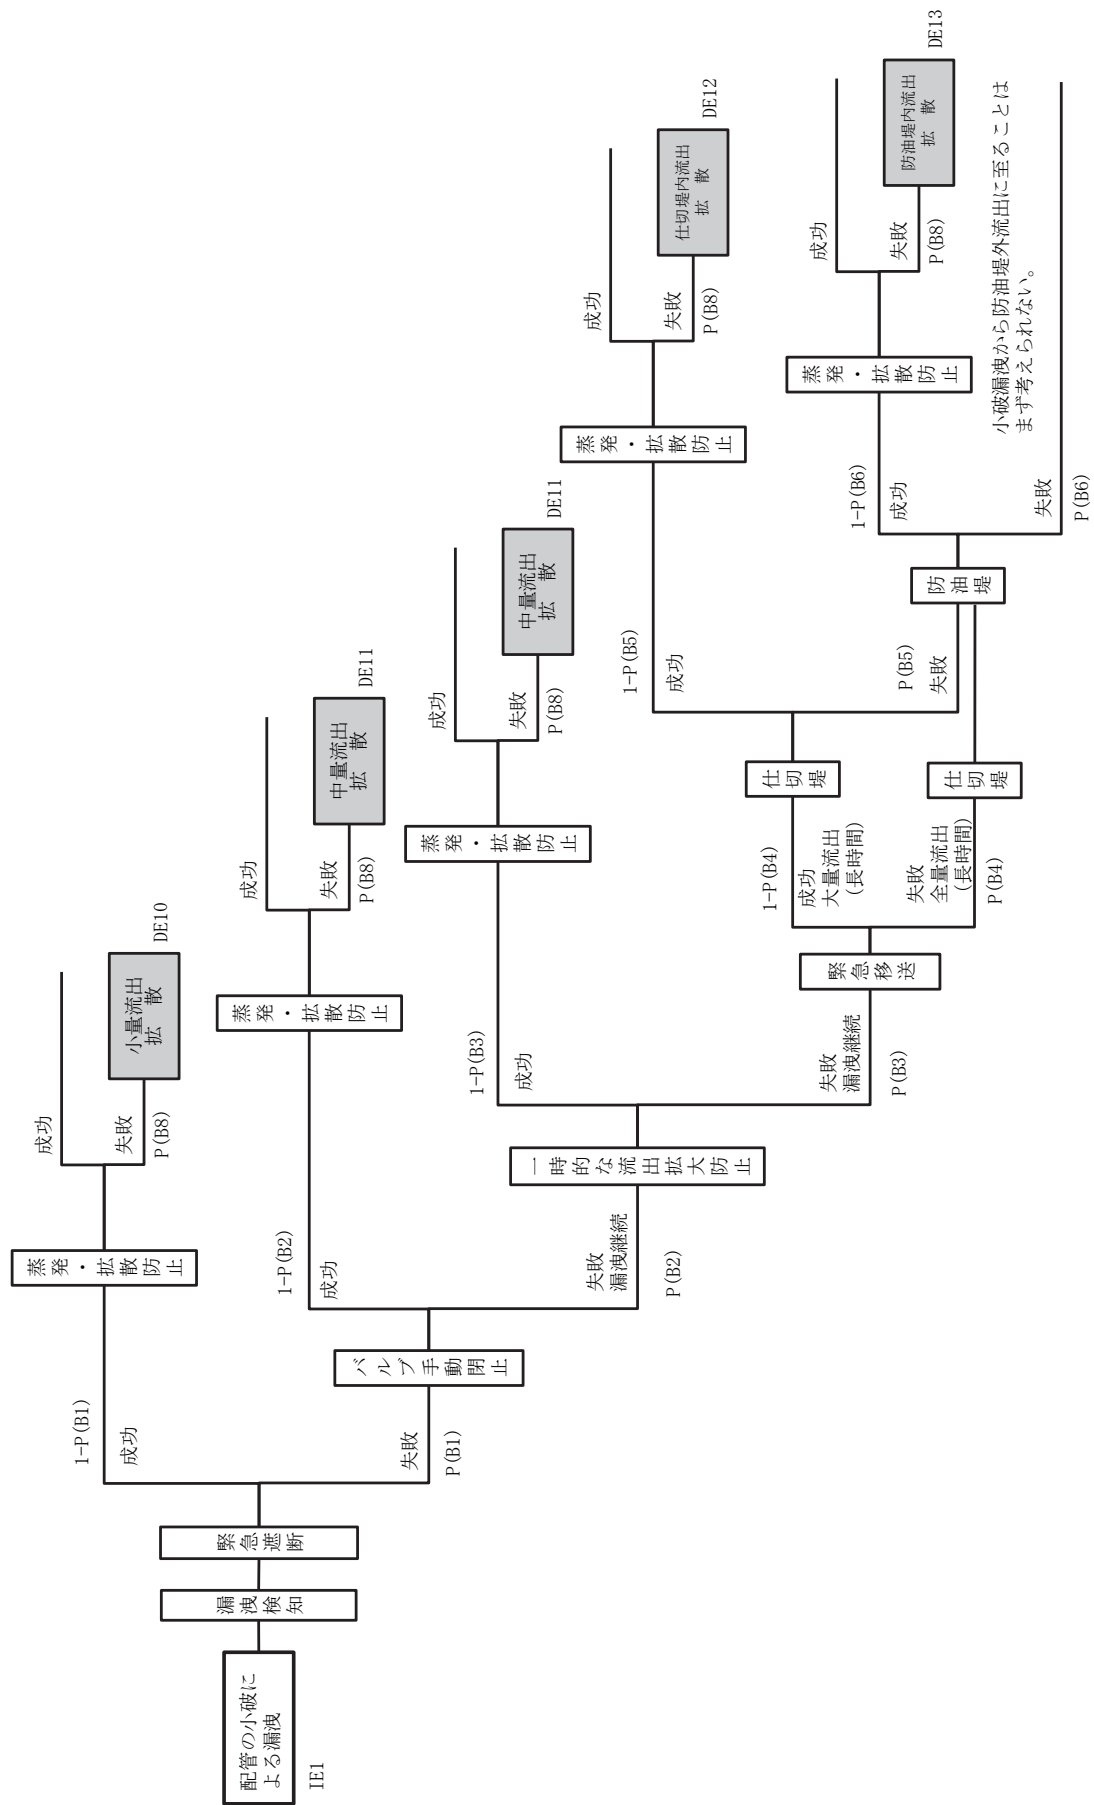 配管の小破に
よる漏洩
IE1
漏洩検知
緊急遮断
1-P(B1)
成功
失敗
P(B1)
蒸発・拡散防止
成功
失敗
P(B8)
小量流出
拡　散
DE10
バルブ手動閉止
1-P(B2)
成功
失敗
漏洩継続
P(B2)
蒸発・拡散防止
成功
失敗
P(B8)
中量流出
拡　散
DE11
一時的な流出拡大防止
1-P(B3)
成功
失敗
漏洩継続
P(B3)
蒸発・拡散防止
成功
失敗
P(B8)
中量流出
拡　散
DE11
緊急移送
1-P(B4)
成功
大量流出
(長時間)
失敗
全量流出
(長時間)
P(B4)
仕切堤
仕切堤
1-P(B5)
成功
P(B5)
失敗
蒸発・拡散防止
成功
失敗
P(B8)
仕切堤内流出
拡　散
DE12
防油堤
1-P(B6)
成功
失敗
P(B6)
蒸発・拡散防止
成功
失敗
P(B8)
防油堤内流出
拡　散
DE13
小破漏洩から防油堤外流出に至ることは
まず考えられない。